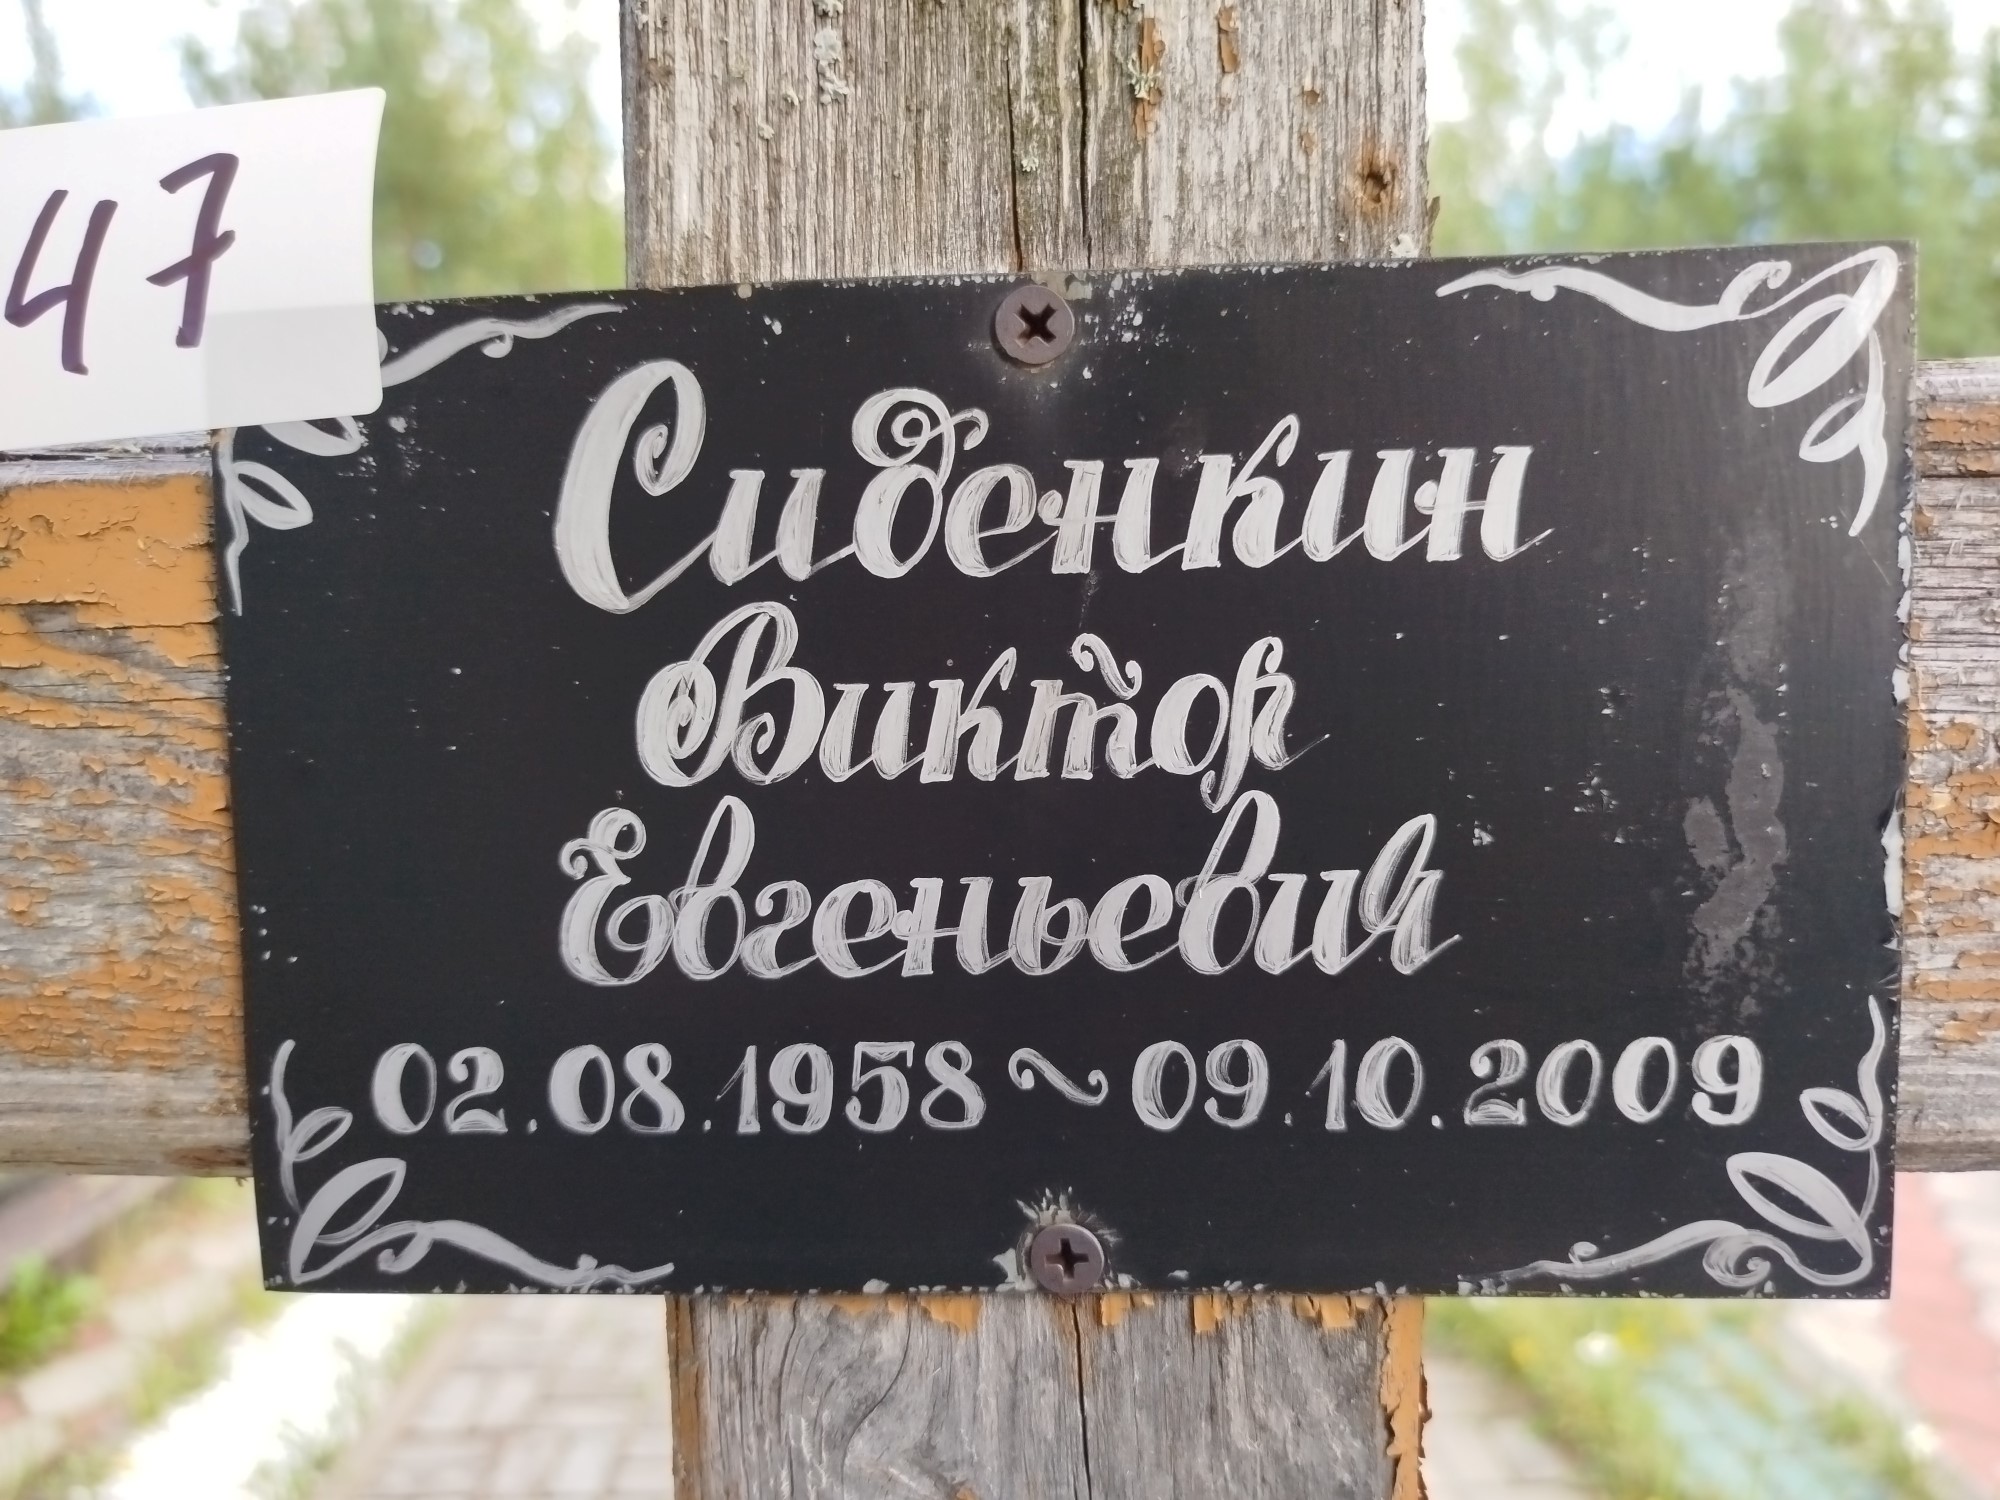 47
Сиденкин
Виктор
Евгеньевич
02.08.1958 ~ 09.10.2009